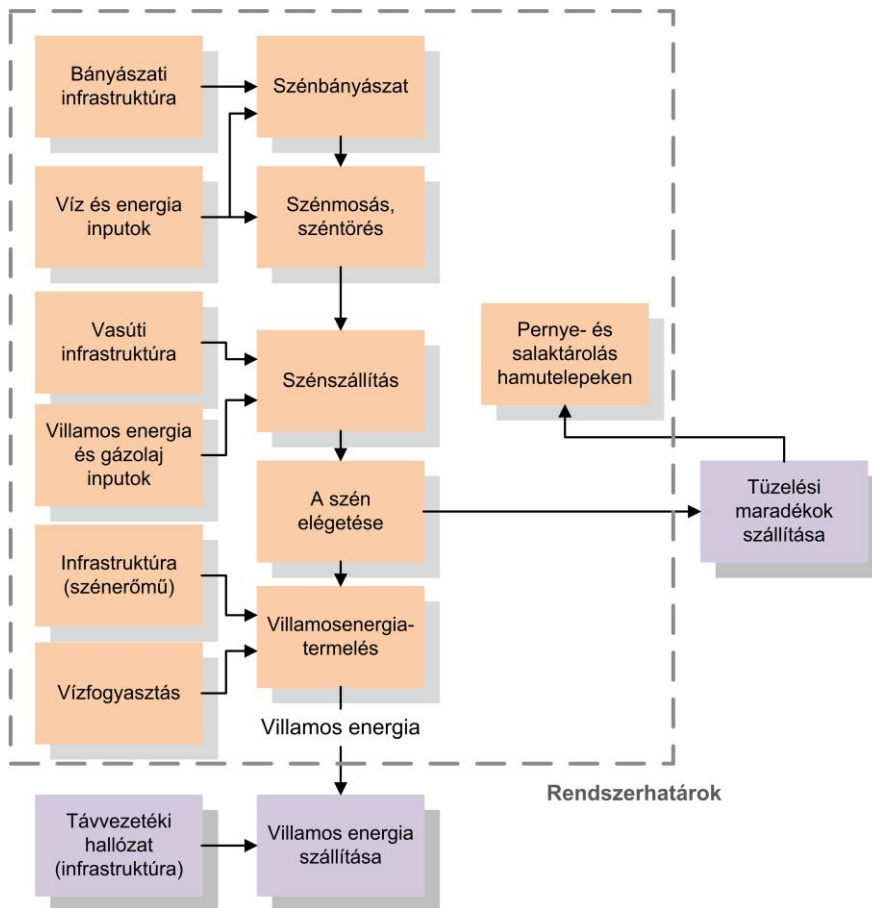 Bányászati
infrastruktúra
Szénbányászat
Víz és energia
inputok
Szénmosás,
széntörés
Vasúti
infrastruktúra
Szénszállítás
Pernye- és
salaktárolás
hamutelepeken
Villamos energia
és gázolaj
inputok
A szén
elégetése
Tüzelési
maradékok
szállítása
Infrastruktúra
(szénerőmű)
Villamosenergia-
termelés
Vízfogyasztás
Villamos energia
Rendszerhatárok
Távvezetéki
hallózat
(infrastruktúra)
Villamos energia
szállítása